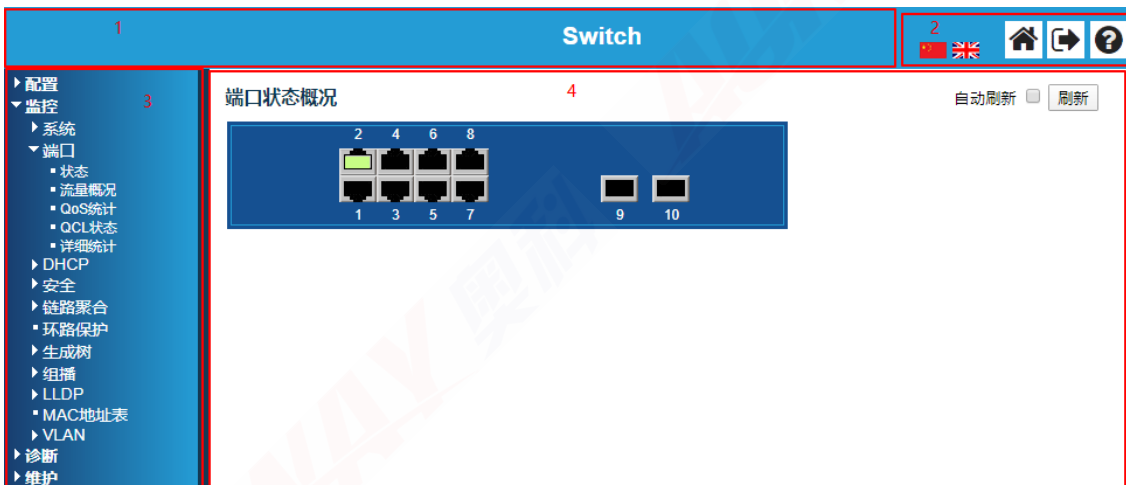 1
Switch
2
3
配置
监控
系统
端口
状态
流量概况
QoS统计
QCL状态
详细统计
DHCP
安全
链路聚合
环路保护
生成树
组播
LLDP
MAC地址表
VLAN
诊断
维护
4
端口状态概况
自动刷新 刷新
2 4 6 8
1 3 5 7 9 10
WAY 奥科